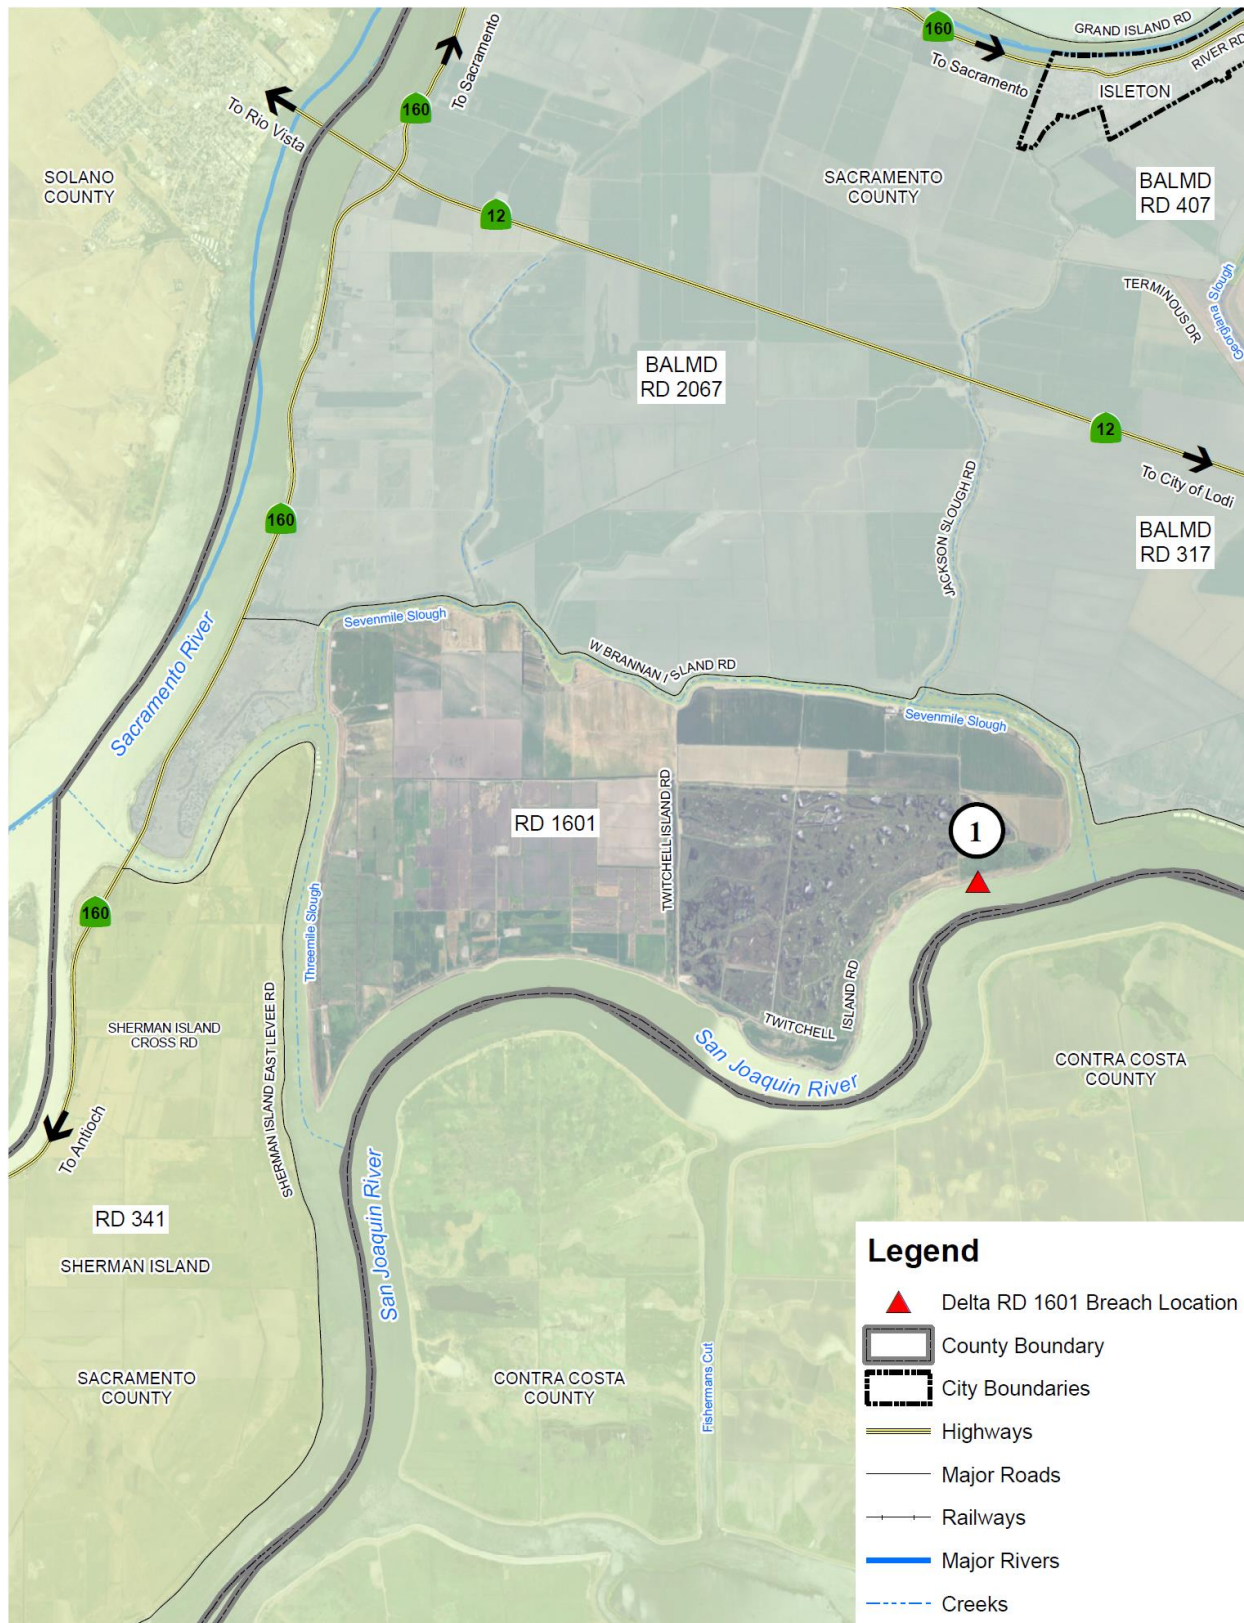 160
GRAND ISLAND RD
RIVER RD
To Sacramento
To Sacramento
ISLETON
160
To Rio Vista
SOLANO
COUNTY
SACRAMENTO
COUNTY
BALMD
RD 407
12
TERMINOUS DR
Georgiana Slough
BALMD
RD 2067
12
To City of Lodi
JACKSON SLOUGH RD
160
BALMD
RD 317
Sevenmile Slough
W BRANNAN ISLAND RD
Sacramento River
Sevenmile Slough
TWITCHELL ISLAND RD
RD 1601
1
160
Threemile Slough
TWITCHELL ISLAND RD
SHERMAN ISLAND
CROSS RD
SHERMAN ISLAND EAST LEVEE RD
San Joaquin River
CONTRA COSTA
COUNTY
To Antioch
San Joaquin River
RD 341
SHERMAN ISLAND
SACRAMENTO
COUNTY
CONTRA COSTA
COUNTY
Fishermans Cut
Legend
Delta RD 1601 Breach Location
County Boundary
City Boundaries
Highways
Major Roads
Railways
Major Rivers
Creeks